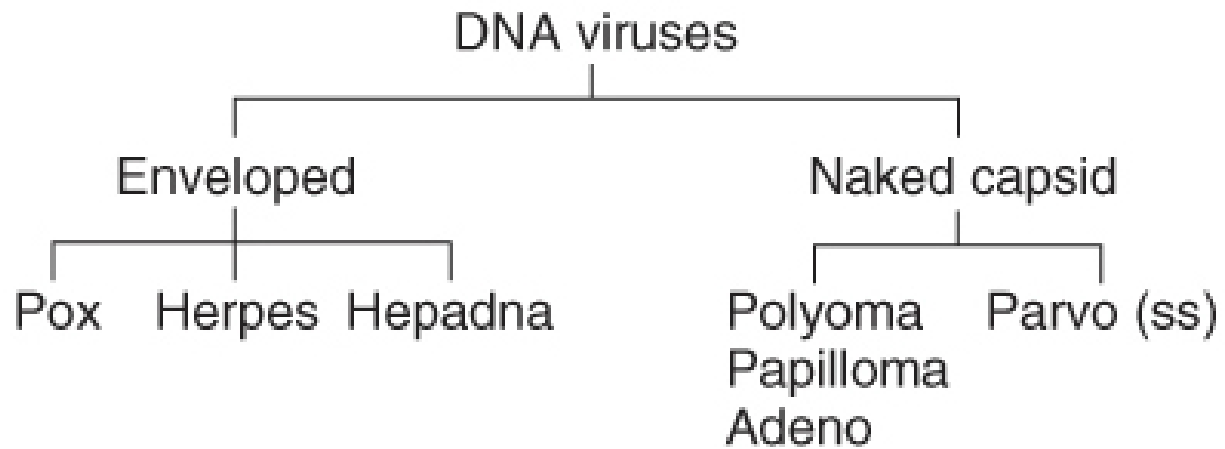 DNA viruses
Enveloped
Naked capsid
Pox
Herpes
Hepadna
Polyoma
Papilloma
Adeno
Parvo (ss)